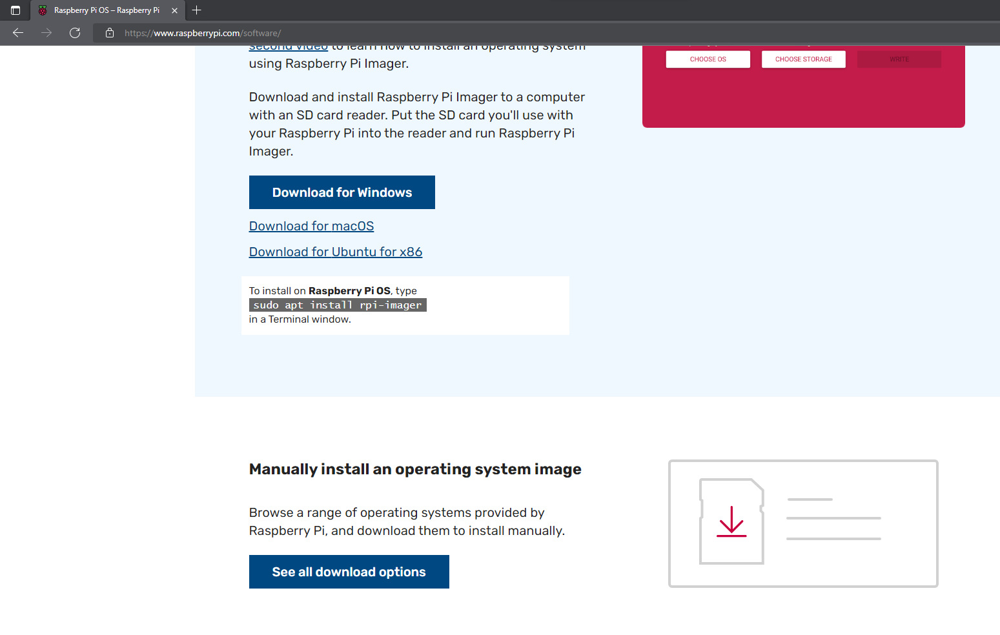 Raspberry Pi OS – Raspberry Pi
https://www.raspberrypi.com/software/
second video to learn how to install an operating system
using Raspberry Pi Imager.
CHOOSE OS
CHOOSE STORAGE
WRITE
Download and install Raspberry Pi Imager to a computer
with an SD card reader. Put the SD card you'll use with
your Raspberry Pi into the reader and run Raspberry Pi
Imager.
Download for Windows
Download for macOS
Download for Ubuntu for x86
To install on Raspberry Pi OS, type
sudo apt install rpi-imager
in a Terminal window.
Manually install an operating system image
Browse a range of operating systems provided by
Raspberry Pi, and download them to install manually.
See all download options